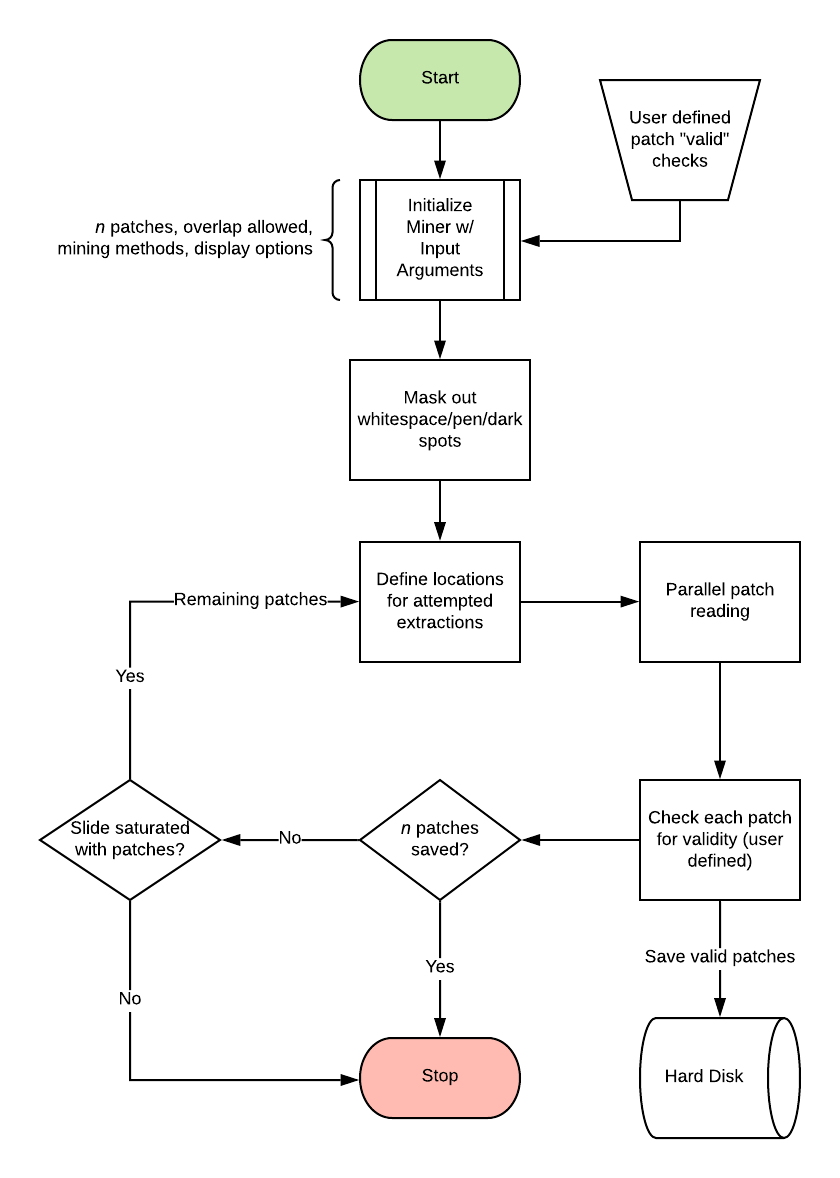 Start
User defined
patch "valid"
checks
n patches, overlap allowed,
mining methods, display options
Initialize
Miner w/
Input
Arguments
Mask out
whitespace/pen/dark
spots
Remaining patches
Define locations
for attempted
extractions
Parallel patch
reading
Yes
Slide saturated
with patches?
No
n patches
saved?
Check each patch
for validity (user
defined)
No
Yes
Save valid patches
Stop
Hard Disk